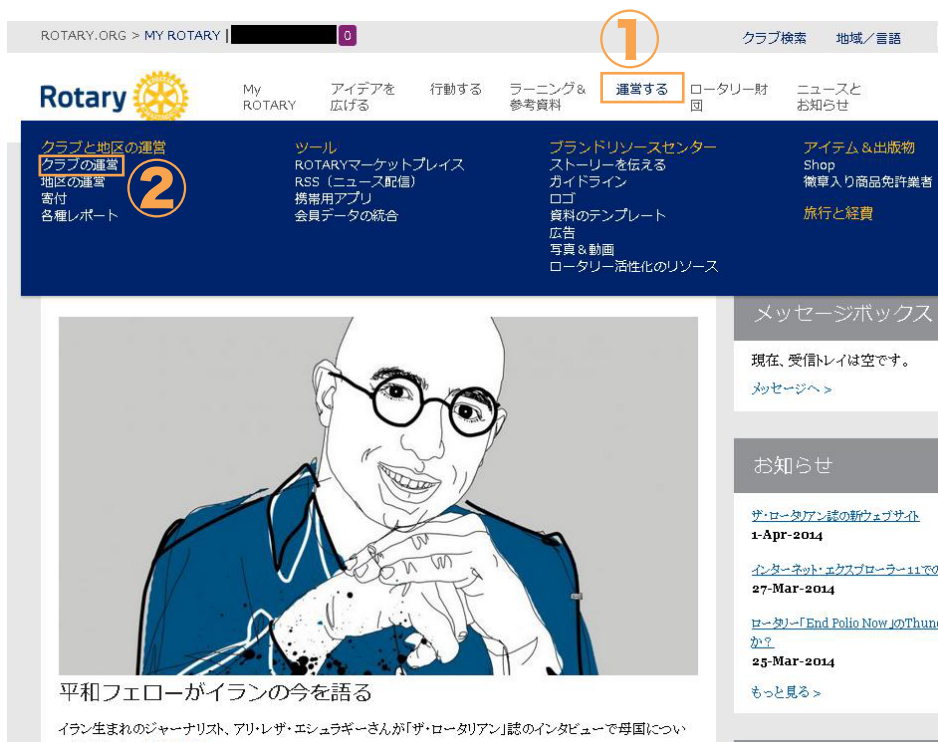 ROTARY.ORG > MY ROTARY |
0
クラブ検索 地域/言語
①
Rotary
My
ROTARY
アイデアを
広げる
行動する
ラーニング&
参考資料
運営する
ロータリー財
団
ニュースと
お知らせ
クラブと地区の運営
クラブの運営
地区の運営
寄付
各種レポート
②
ツール
ROTARYマーケットプレイス
RSS(ニュース配信)
携帯用アプリ
会員データの統合
ブランドリソースセンター
ストーリーを伝える
ガイドライン
ロゴ
資料のテンプレート
広告
写真&動画
ロータリー活性化のリソース
アイテム&出版物
Shop
徽章入り商品免許業者
旅行と経費
メッセージボックス
現在、受信トレイは空です。
メッセージへ >
お知らせ
ザ・ロータリアン誌の新ウェブサイト
1-Apr-2014
インターネット・エクスプローラー11での
27-Mar-2014
ロータリー「End Polio Now」のThund
か?
25-Mar-2014
もっと見る >
平和フェローがイランの今を語る
イラン生まれのジャーナリスト、アリ・レザ・エシュラギーさんが「ザ・ロータリアン」誌のインタビューで母国につい